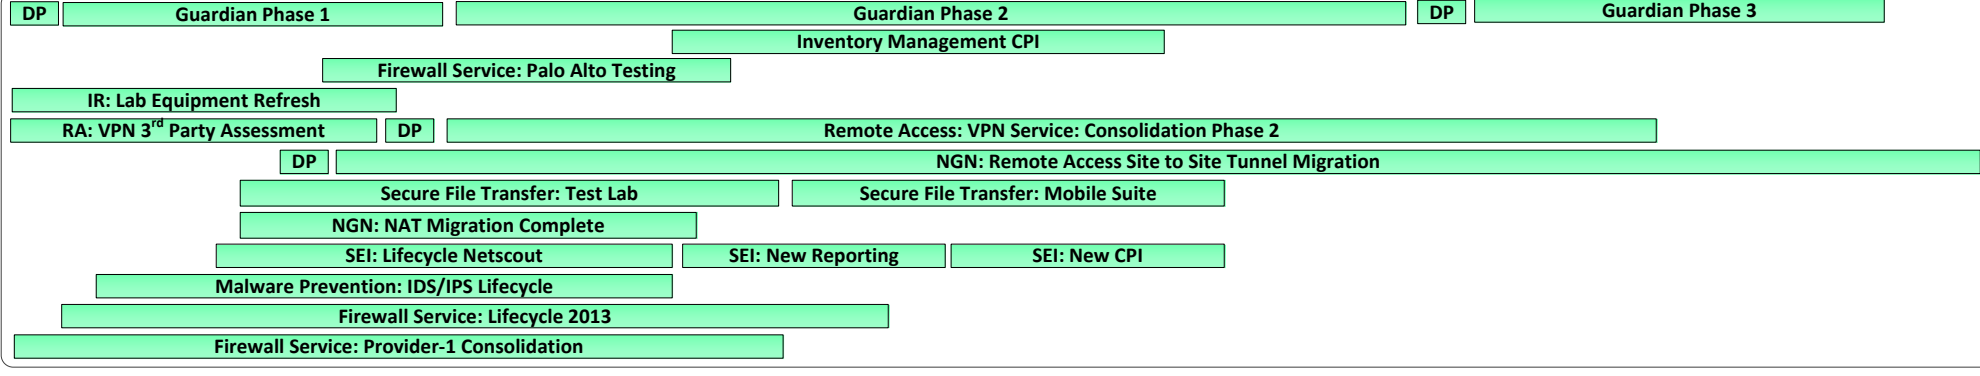 DP Guardian Phase 1 Guardian Phase 2 DP Guardian Phase 3
Inventory Management CPI
Firewall Service: Palo Alto Testing
IR: Lab Equipment Refresh
RA: VPN 3rd Party Assessment DP Remote Access: VPN Service: Consolidation Phase 2
DP NGN: Remote Access Site to Site Tunnel Migration
Secure File Transfer: Test Lab Secure File Transfer: Mobile Suite
NGN: NAT Migration Complete
SEI: Lifecycle Netscout SEI: New Reporting SEI: New CPI
Malware Prevention: IDS/IPS Lifecycle
Firewall Service: Lifecycle 2013
Firewall Service: Provider-1 Consolidation